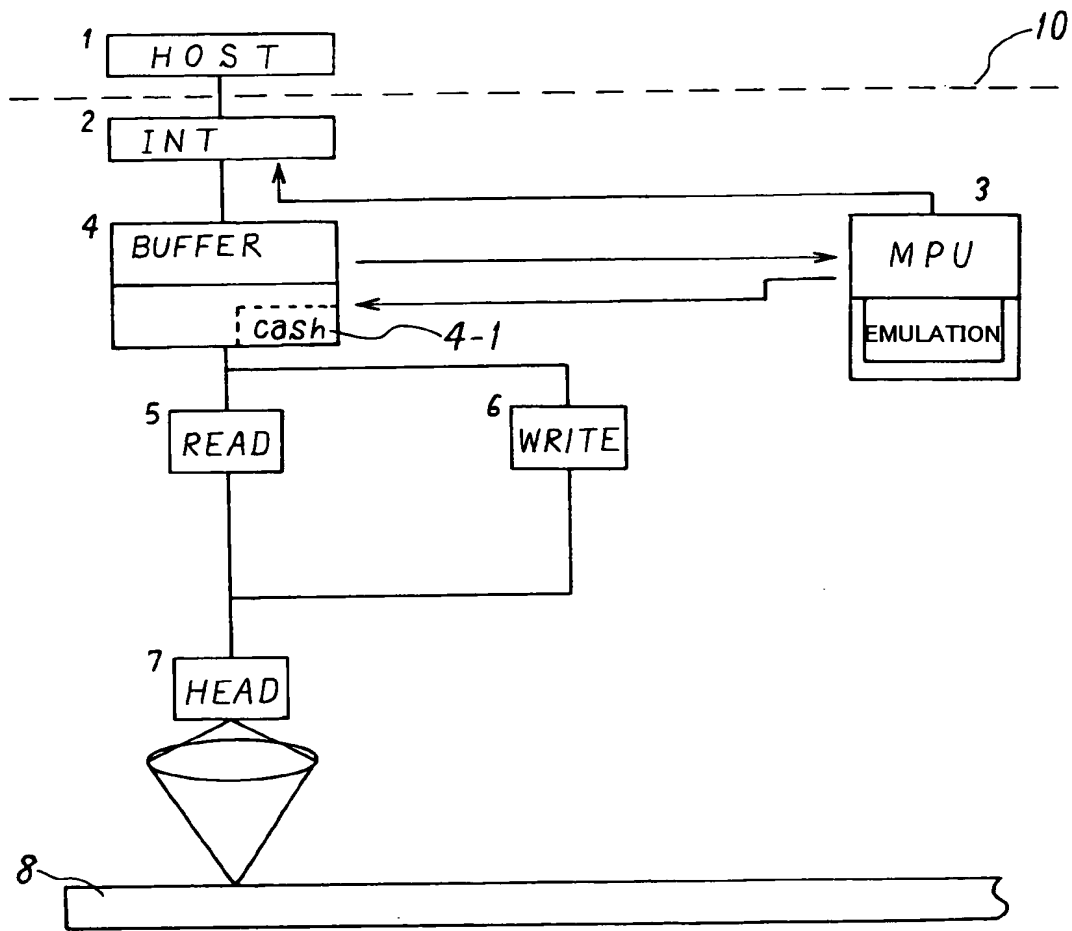 10
1
HOST
2
INT
3
4
BUFFER
MPU
cash
4-1
EMULATION
5
READ
6
WRITE
7
HEAD
8